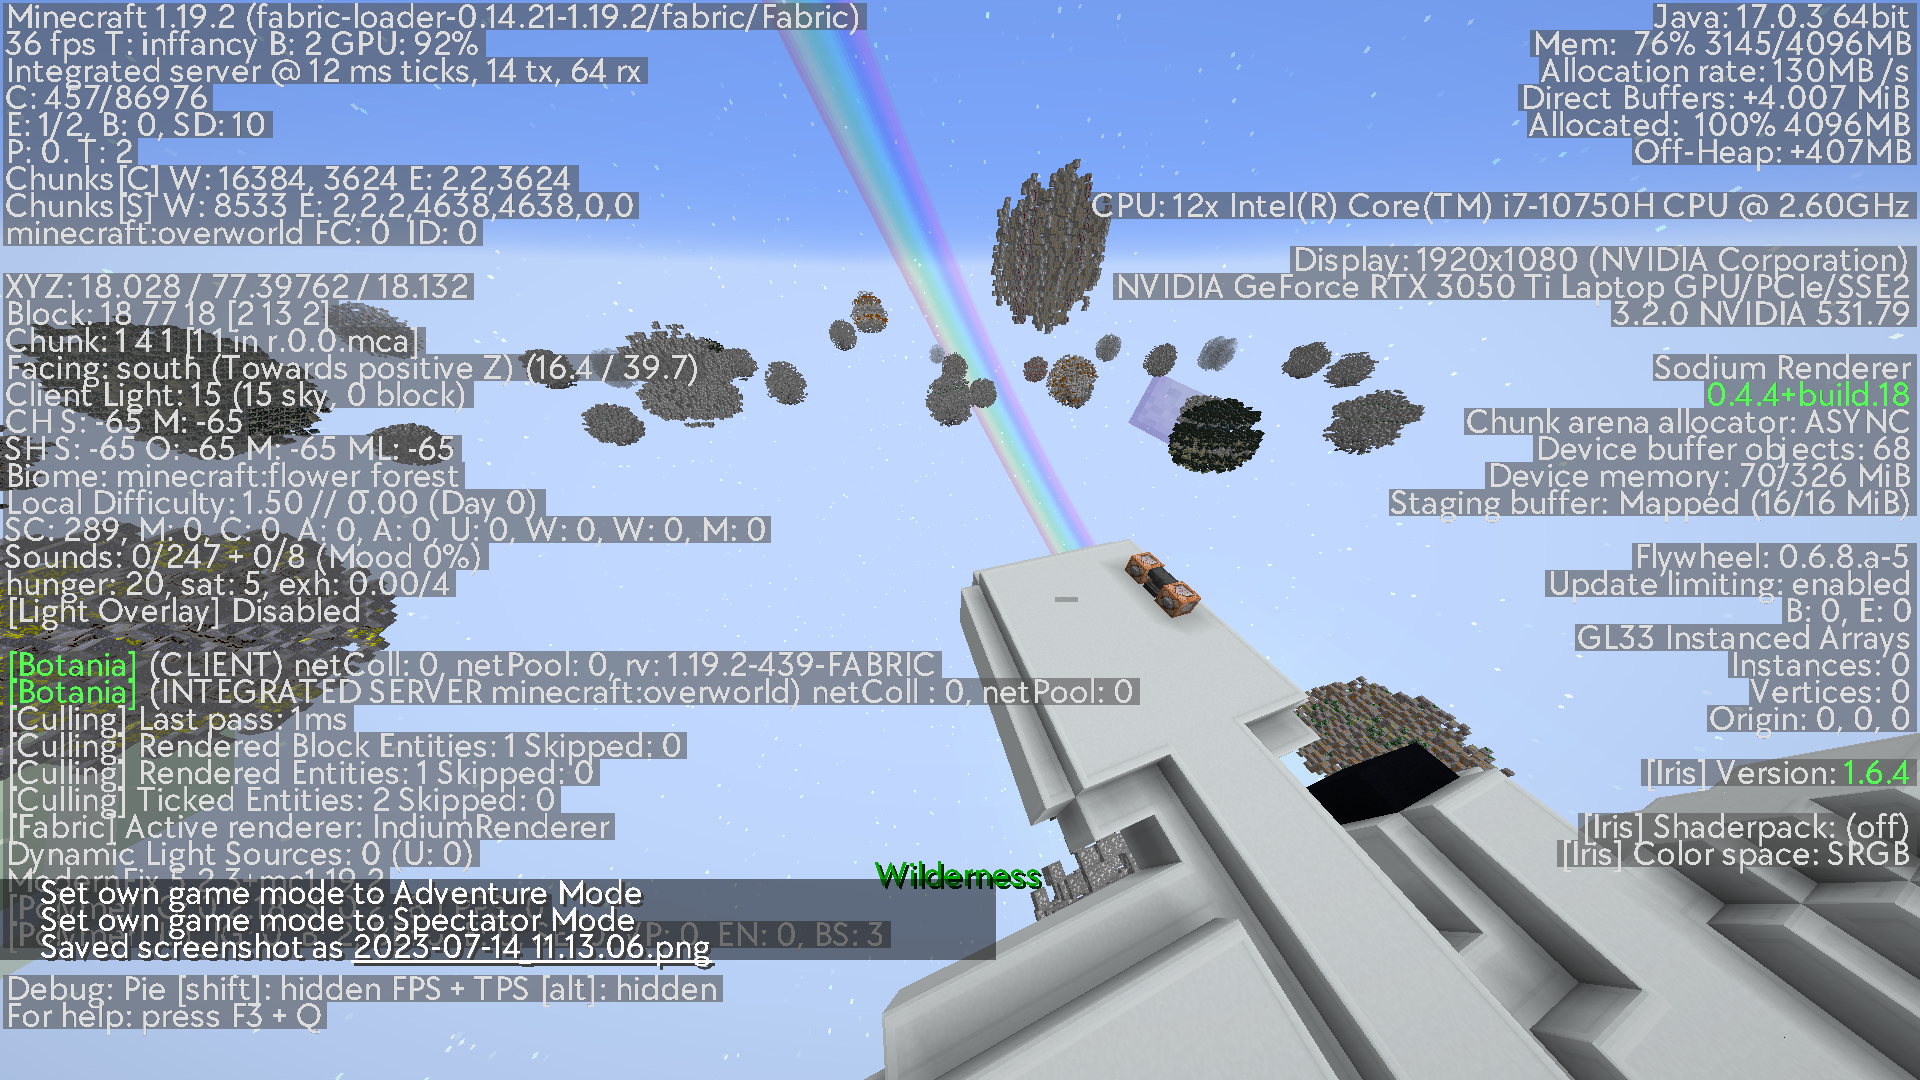 Minecraft 1.19.2 (fabric-loader-0.14.21-1.19.2/fabric/Fabric)
36 fps T: inffancy B: 2 GPU: 92%
Integrated server @ 12 ms ticks, 14 tx, 64 rx
C: 457/86976
E: 1/2, B: 0, SD: 10
P: 0. T: 2
Chunks[C] W: 16384, 3624 E: 2,2,3624
Chunks[S] W: 8533 E: 2,2,2,4638,4638,0,0
minecraft:overworld FC: 0 ID: 0
XYZ: 18.028 / 77.39762 / 18.132
Block: 18 77 18 [2 13 2]
Chunk: 1 4 1 [1 1 in r.0.0.mca]
Facing: south (Towards positive Z) (16.4 / 39.7)
Client Light: 15 (15 sky, 0 block)
CH S: -65 M: -65
SH S: -65 O: -65 M: -65 ML: -65
Biome: minecraft:flower_forest
Local Difficulty: 1.50 // 0.00 (Day 0)
SC: 289, M: 0, C: 0, A: 0, A: 0, U: 0, W: 0, W: 0, M: 0
Sounds: 0/247 + 0/8 (Mood 0%)
hunger: 20, sat: 5, exh: 0.00/4
[Light Overlay] Disabled
[Botania] (CLIENT) netColl: 0, netPool: 0, rv: 1.19.2-439-FABRIC
[Botania] (INTEGRATED SERVER minecraft:overworld) netColl : 0, netPool: 0
[Culling] Last pass: 1ms
[Culling] Rendered Block Entities: 1 Skipped: 0
[Culling] Rendered Entities: 1 Skipped: 0
[Culling] Ticked Entities: 2 Skipped: 0
[Fabric] Active renderer: IndiumRenderer
Dynamic Light Sources: 0 (U: 0)
ModernFix 5.2.3+mc1.19.2
P: 0, EN: 0, BS: 3
Set own game mode to Adventure Mode
Set own game mode to Spectator Mode
Saved screenshot as 2023-07-14_11.13.06.png
Debug: Pie [shift]: hidden FPS + TPS [alt]: hidden
For help: press F3 + Q
Wilderness
Java: 17.0.3 64bit
Mem: 76% 3145/4096MB
Allocation rate: 130MB/s
Direct Buffers: +4.007 MiB
Allocated: 100% 4096MB
Off-Heap: +407MB
CPU: 12x Intel(R) Core(TM) i7-10750H CPU @ 2.60GHz
Display: 1920x1080 (NVIDIA Corporation)
NVIDIA GeForce RTX 3050 Ti Laptop GPU/PCIe/SSE2
3.2.0 NVIDIA 531.79
Sodium Renderer
0.4.4+build.18
Chunk arena allocator: ASYNC
Device buffer objects: 68
Device memory: 70/326 MiB
Staging buffer: Mapped (16/16 MiB)
Flywheel: 0.6.8.a-5
Update limiting: enabled
B: 0, E: 0
GL33 Instanced Arrays
Instances: 0
Vertices: 0
Origin: 0, 0, 0
[Iris] Version: 1.6.4
[Iris] Shaderpack: (off)
[Iris] Color space: SRGB